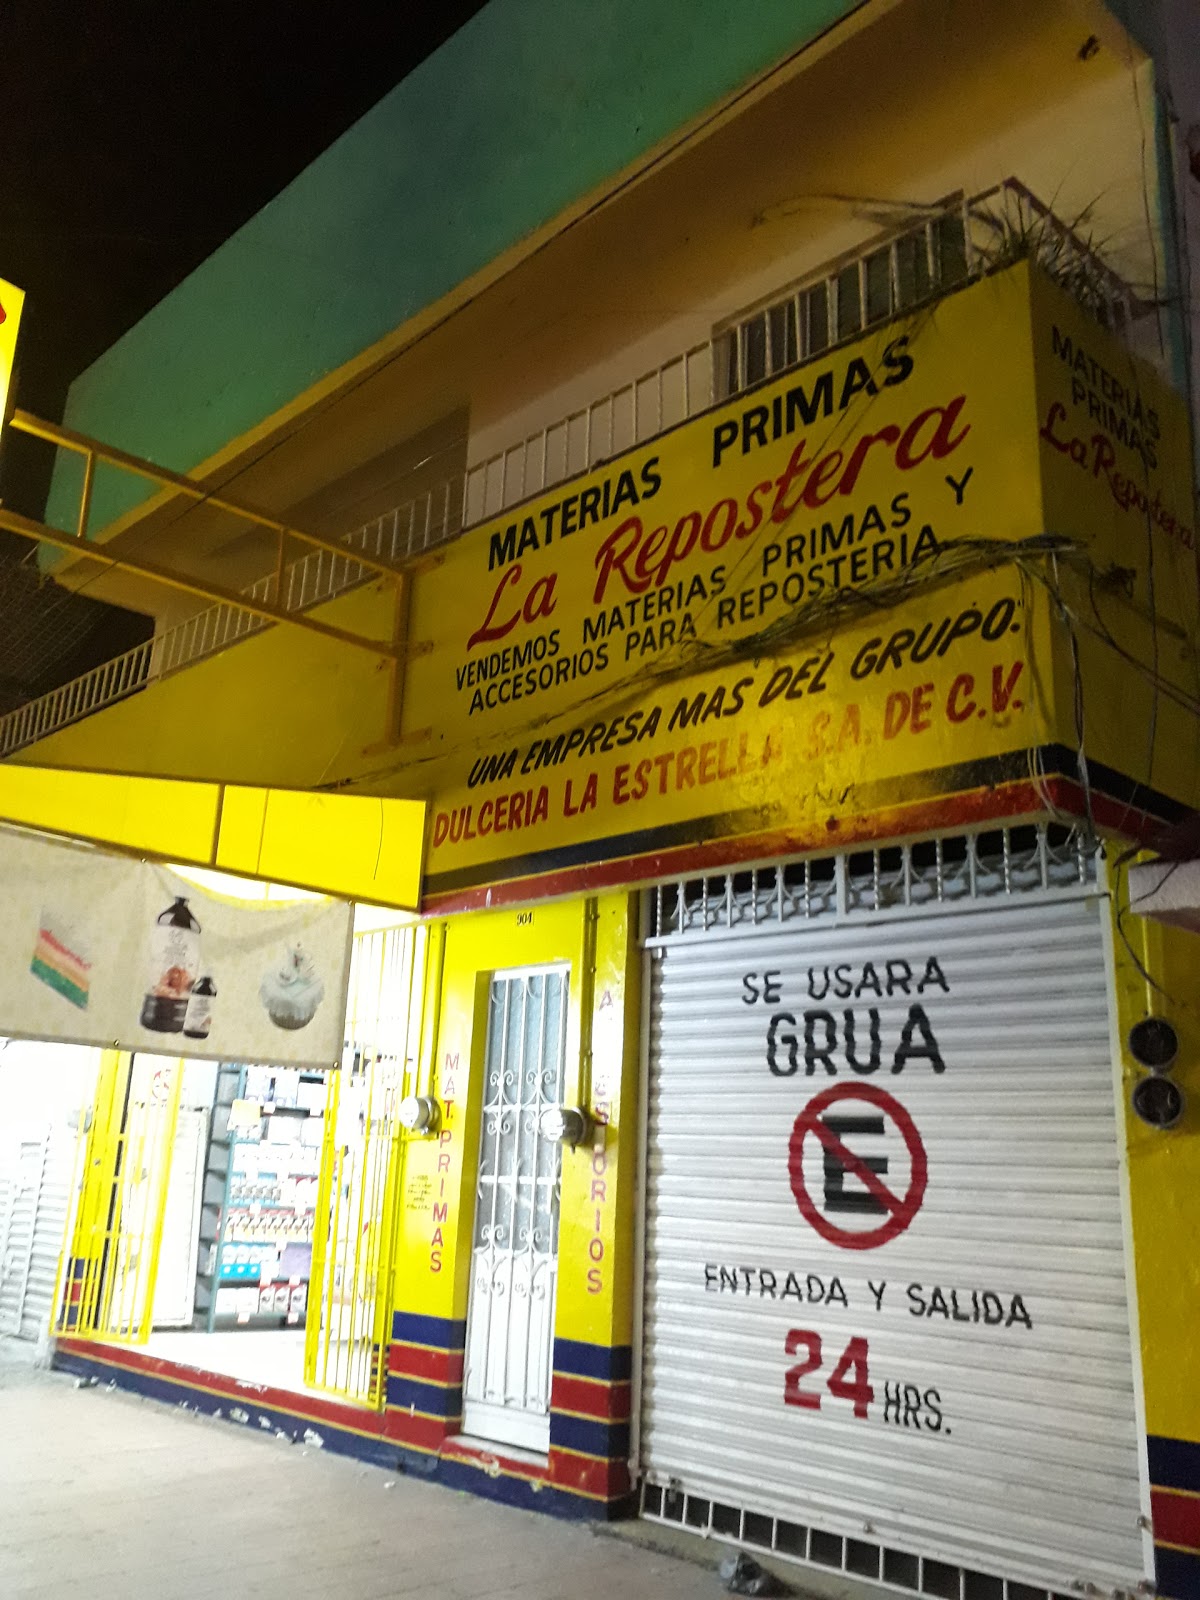 MATERIAS PRIMAS
La Repostera
VENDEMOS MATERIAS PRIMAS Y
ACCESORIOS PARA REPOSTERIA
UNA EMPRESA MAS DEL GRUPO."
DULCERIA LA ESTRELLA S.A. DE C.V.
MATERIAS
PRIMAS
La Repostera
904
MAT. PRIMAS
ACCESORIOS
SE USARA
GRUA
E
ENTRADA Y SALIDA
24 HRS.